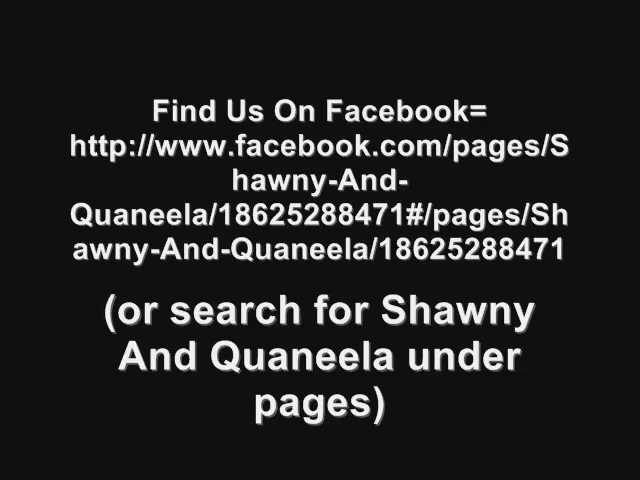 Find Us On Facebook=
http://www.facebook.com/pages/S
hawny-And-
Quaneela/18625288471#/pages/Sh
awny-And-Quaneela/18625288471
(or search for Shawny
And Quaneela under
pages)